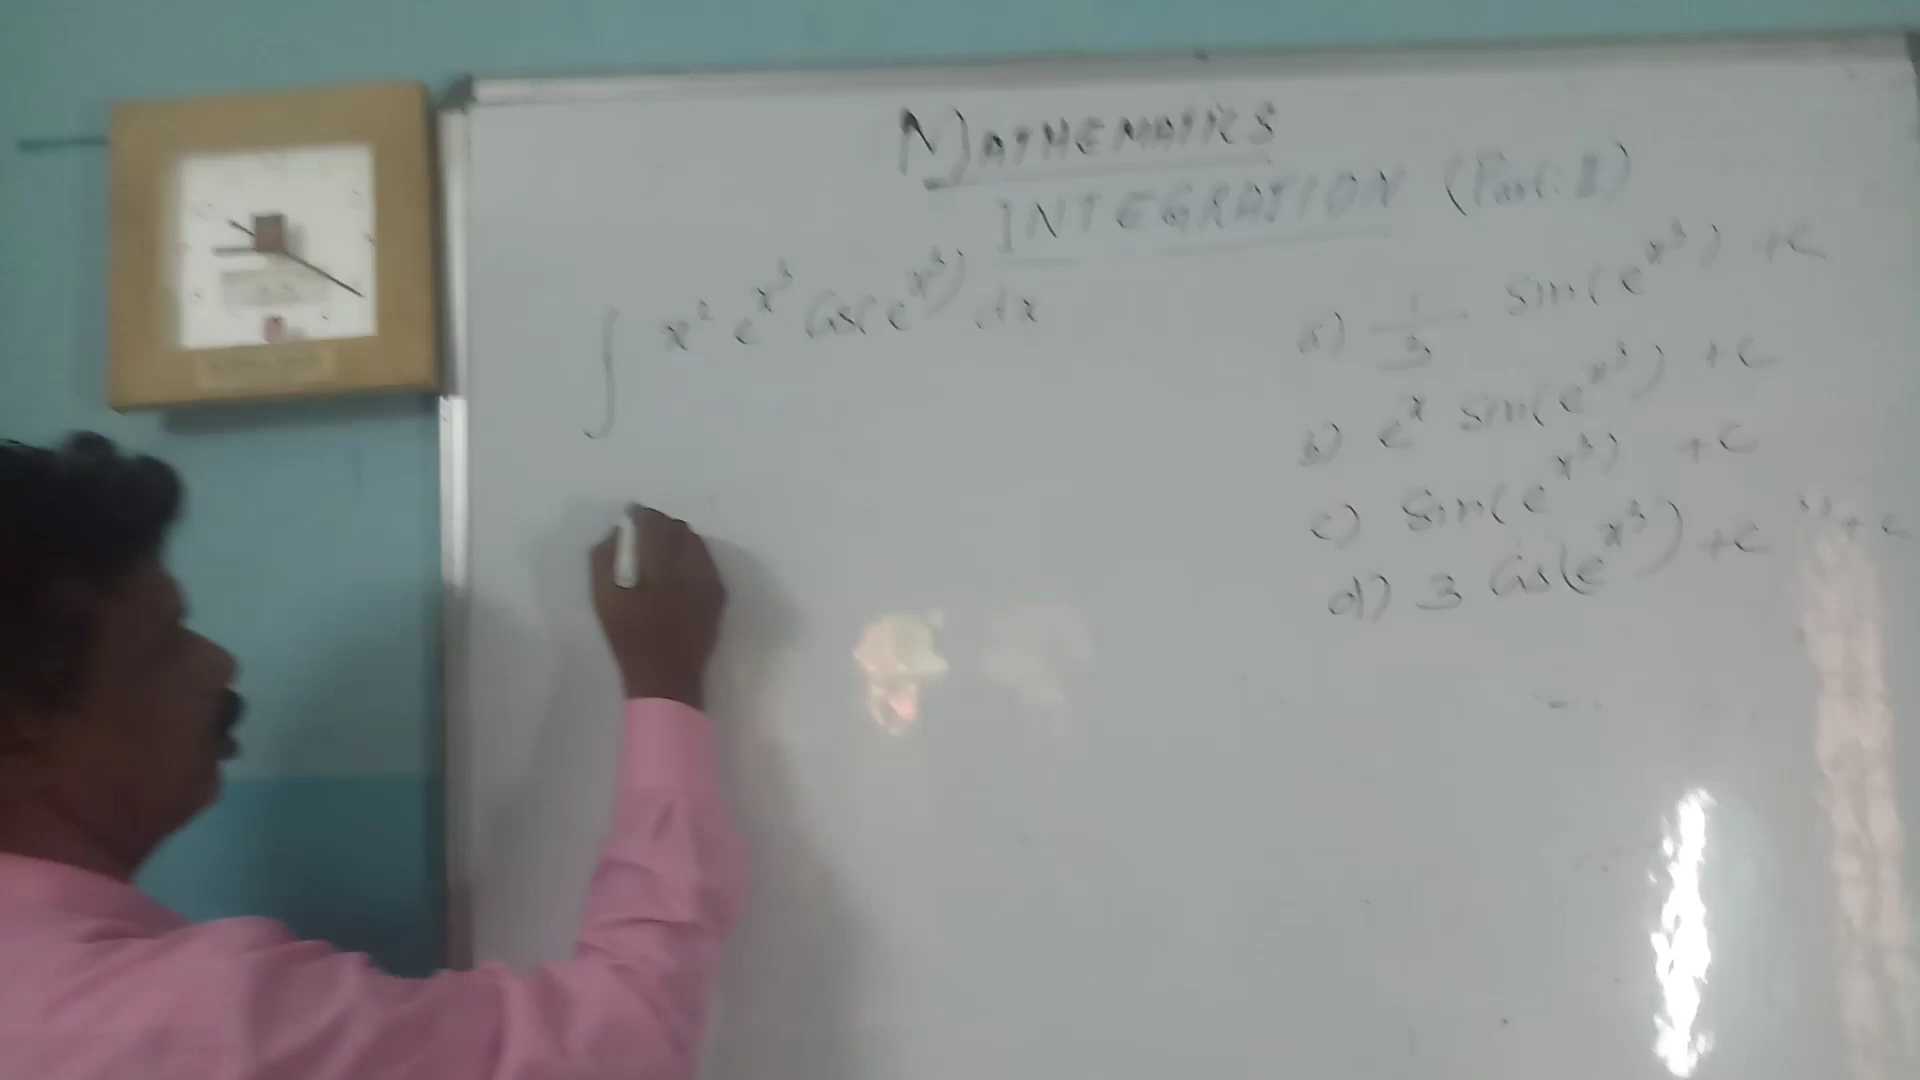 MATHEMATICS
INTEGRATION (Part: II)
∫ x² e^x³ Cos(e^x³) dx
a) 1/3 Sin(e^x³) + c
b) e^x Sin(e^x³) + c
c) Sin(e^x³) + c
d) 3 Cos(e^x³) + c " + c